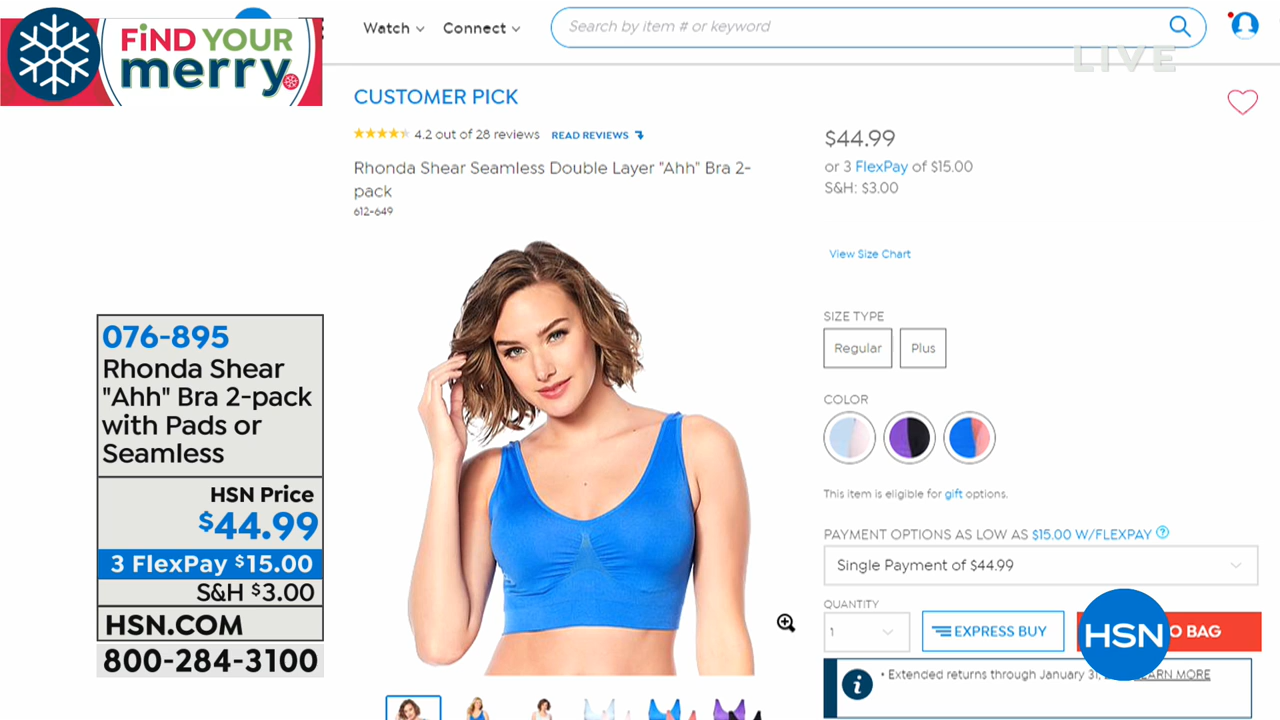 FiND YOUR
merry.
Watch
Connect
Search by item # or keyword
LIVE
CUSTOMER PICK
4.2 out of 28 reviews READ REVIEWS
Rhonda Shear Seamless Double Layer "Ahh" Bra 2-
pack
612-649
$44.99
or 3 FlexPay of $15.00
S&H: $3.00
View Size Chart
SIZE TYPE
Regular Plus
COLOR
This item is eligible for gift options.
PAYMENT OPTIONS AS LOW AS $15.00 W/FLEXPAY ?
Single Payment of $44.99
QUANTITY
1
EXPRESS BUY
O BAG
HSN
i
• Extended returns through January 31,
EARN MORE
076-895
Rhonda Shear
"Ahh" Bra 2-pack
with Pads or
Seamless
HSN Price
$44.99
3 FlexPay $15.00
S&H $3.00
HSN.COM
800-284-3100